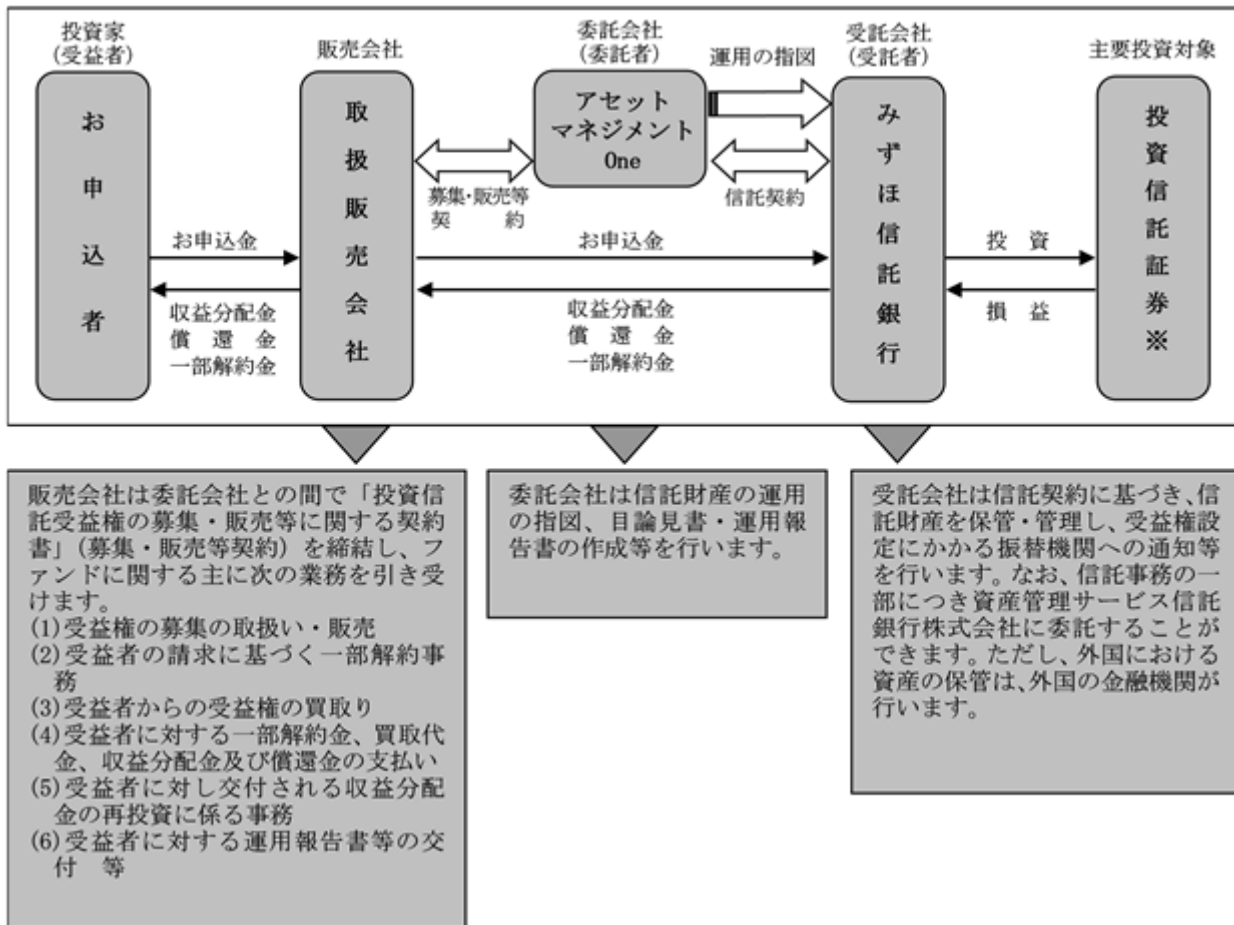 投資家
(受益者)
販売会社
委託会社
(委託者)
運用の指図
受託会社
(受託者)
主要投資対象
お申込者
取扱販売会社
アセット
マネジメント
One
みずほ信託銀行
投資信託証券※
募集・販売等
契　約
信託契約
お申込金
お申込金
投　資
収益分配金
償　還　金
一部解約金
収益分配金
償　還　金
一部解約金
損　益
販売会社は委託会社との間で「投資信
託受益権の募集・販売等に関する契約
書」(募集・販売等契約)を締結し、フ
ァンドに関する主に次の業務を引き受
けます。
(1)受益権の募集の取扱い・販売
(2)受益者の請求に基づく一部解約事
務
(3)受益者からの受益権の買取り
(4)受益者に対する一部解約金、買取代
金、収益分配金及び償還金の支払い
(5)受益者に対し交付される収益分配
金の再投資に係る事務
(6)受益者に対する運用報告書等の交
付　等
委託会社は信託財産の運用
の指図、目論見書・運用報
告書の作成等を行います。
受託会社は信託契約に基づき、信
託財産を保管・管理し、受益権設
定にかかる振替機関への通知等
を行います。なお、信託事務の一
部につき資産管理サービス信託
銀行株式会社に委託することが
できます。ただし、外国における
資産の保管は、外国の金融機関が
行います。